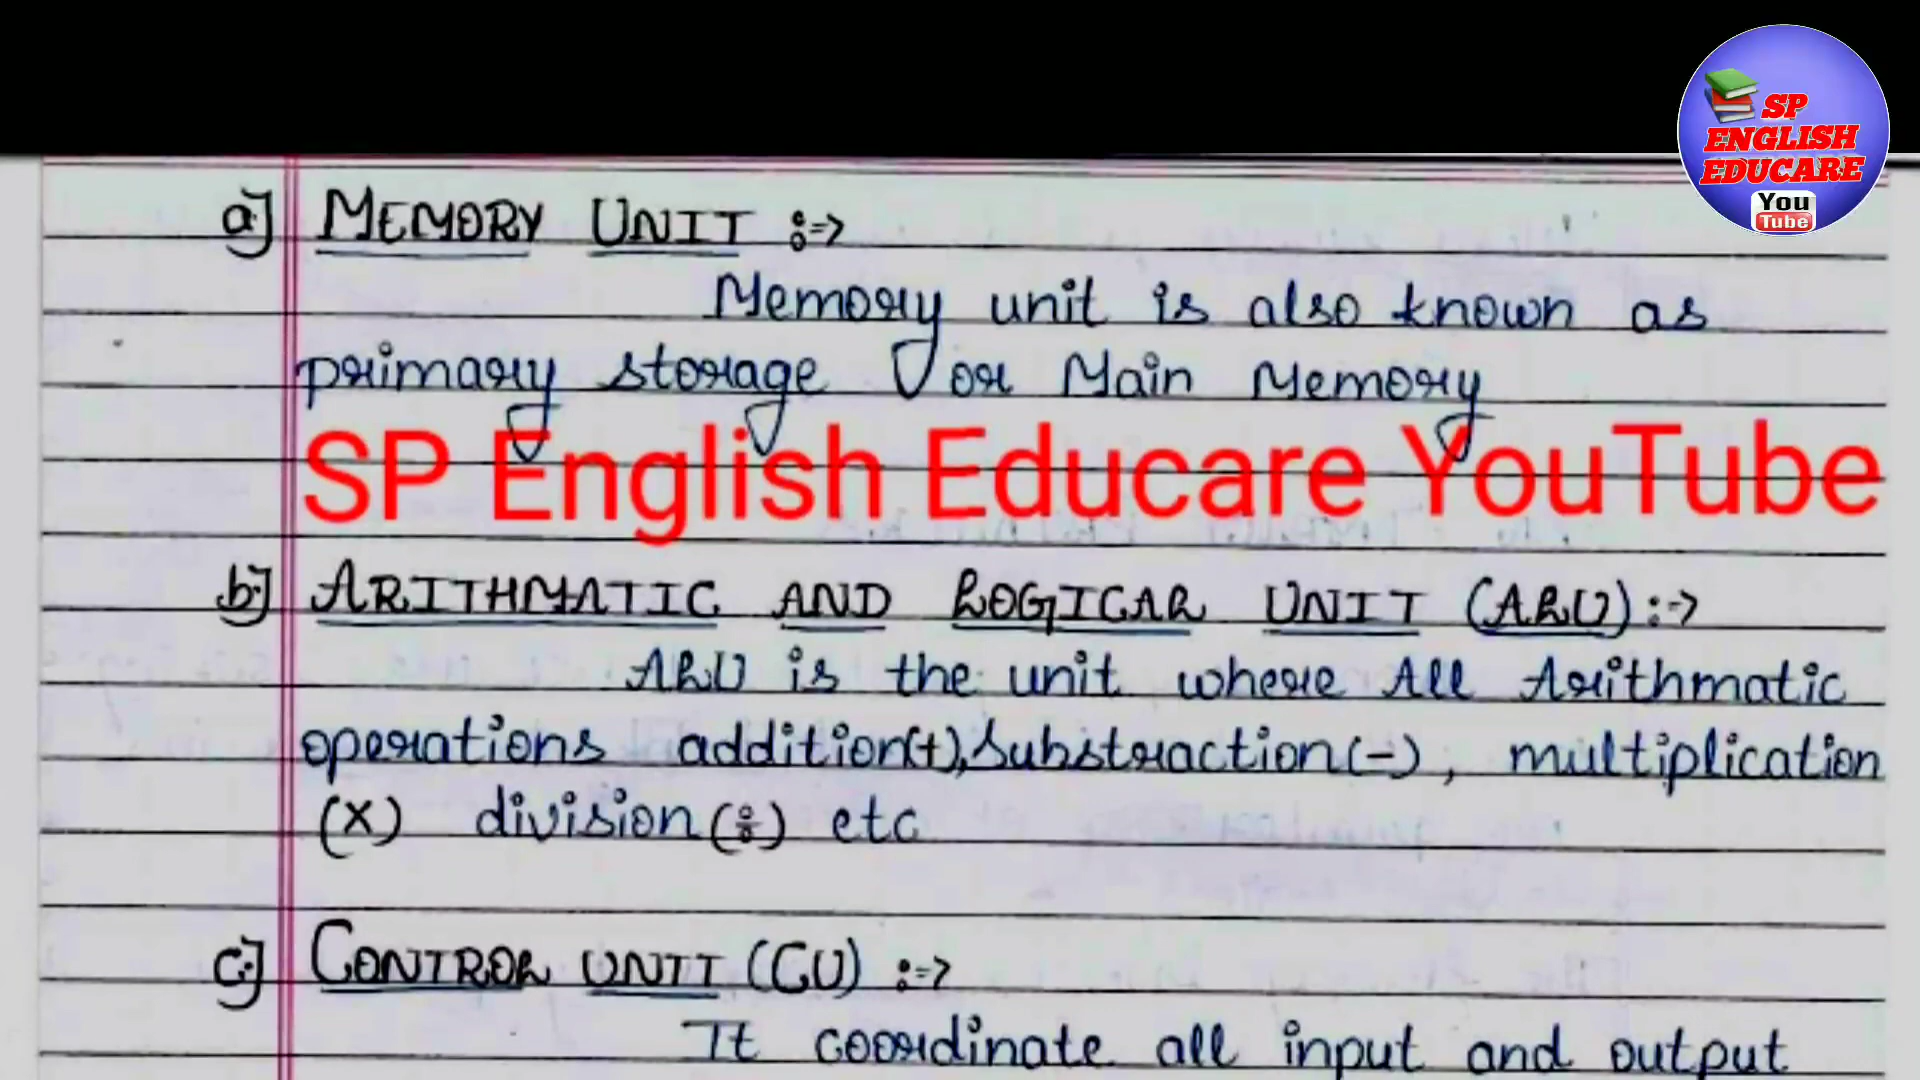 SP
ENGLISH
EDUCARE
You
Tube
a) MEMORY UNIT :->
Memory unit is also known as
primary storage or Main Memory
SP English Educare YouTube
b) ARITHMATIC AND LOGICAL UNIT (ALU) :->
ALU is the unit where All Arithmatic
operations addition(+), Substraction(-), multiplication
(X) division(÷) etc
c) CONTROL UNIT (CU) :->
It coordinate all input and output